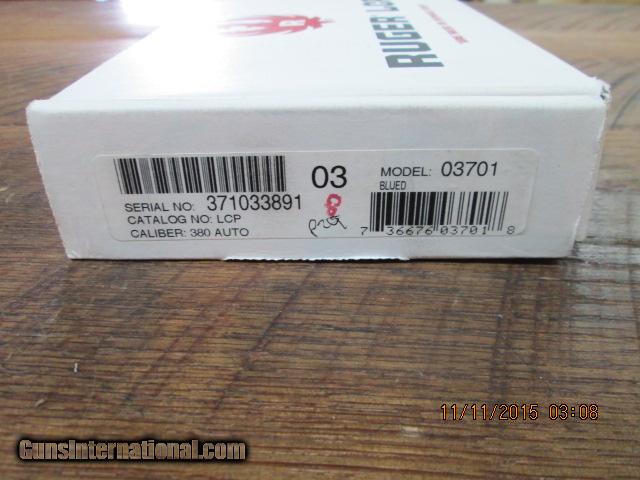 RUGER LC
SERIAL NO: 371033891
CATALOG NO: LCP
CALIBER: 380 AUTO
03
MODEL: 03701
BLUED
7 36676 03701 8
11/11/2015 03:08
GunsInternational.com